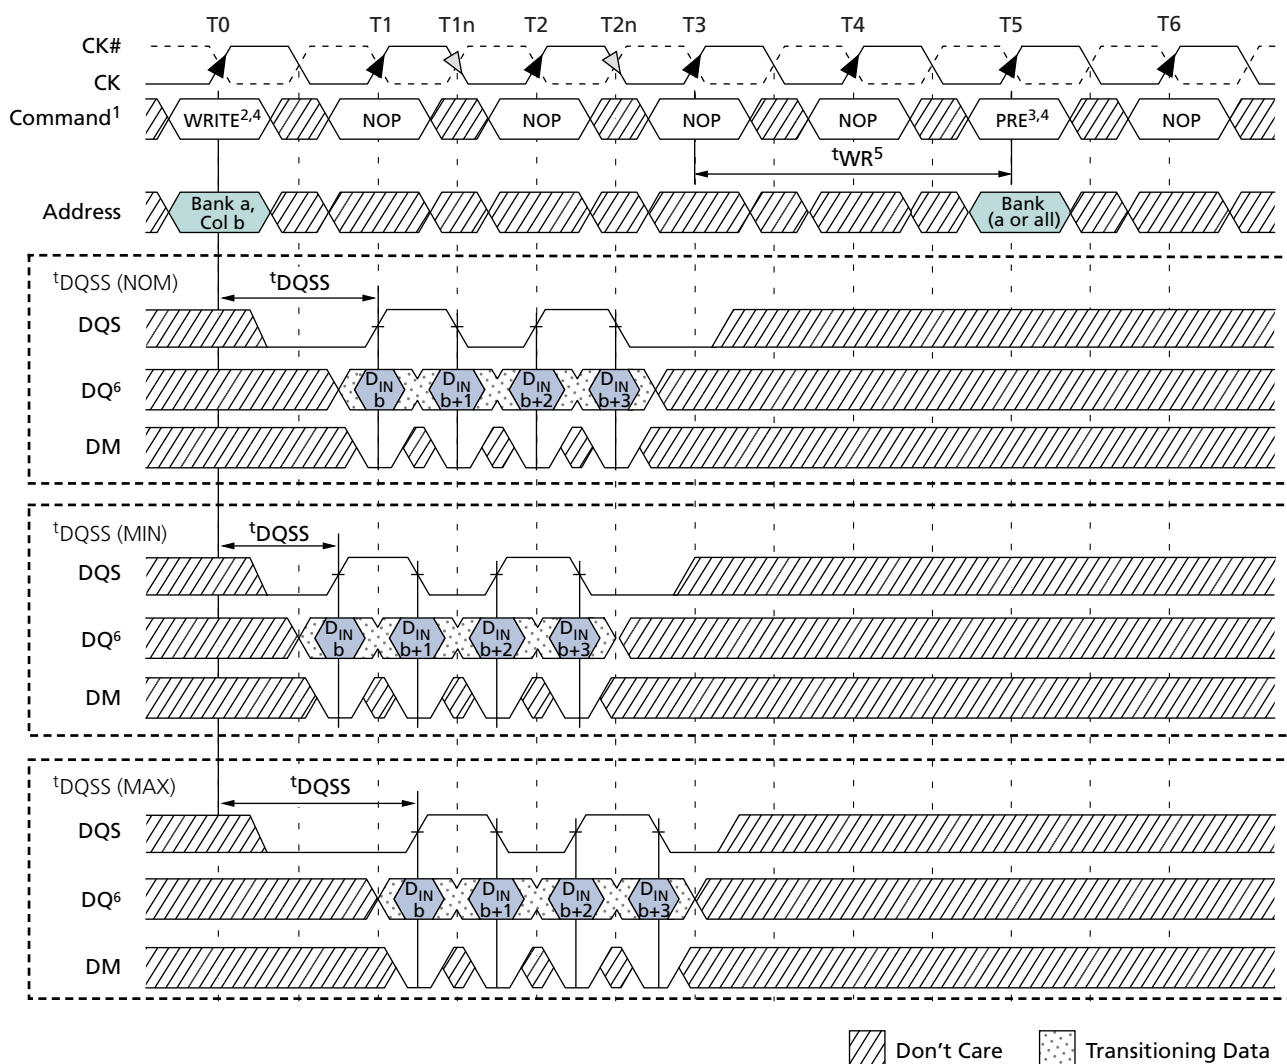 T0 T1 T1n T2 T2n T3 T4 T5 T6
CK#
CK
Command1 WRITE2,4 NOP NOP NOP NOP PRE3,4 NOP
tWR5
Address Bank a, Col b Bank (a or all)
tDQSS (NOM) tDQSS
DQS
DQ6 DIN b DIN b+1 DIN b+2 DIN b+3
DM
tDQSS (MIN) tDQSS
DQS
DQ6 DIN b DIN b+1 DIN b+2 DIN b+3
DM
tDQSS (MAX) tDQSS
DQS
DQ6 DIN b DIN b+1 DIN b+2 DIN b+3
DM
Don't Care Transitioning Data